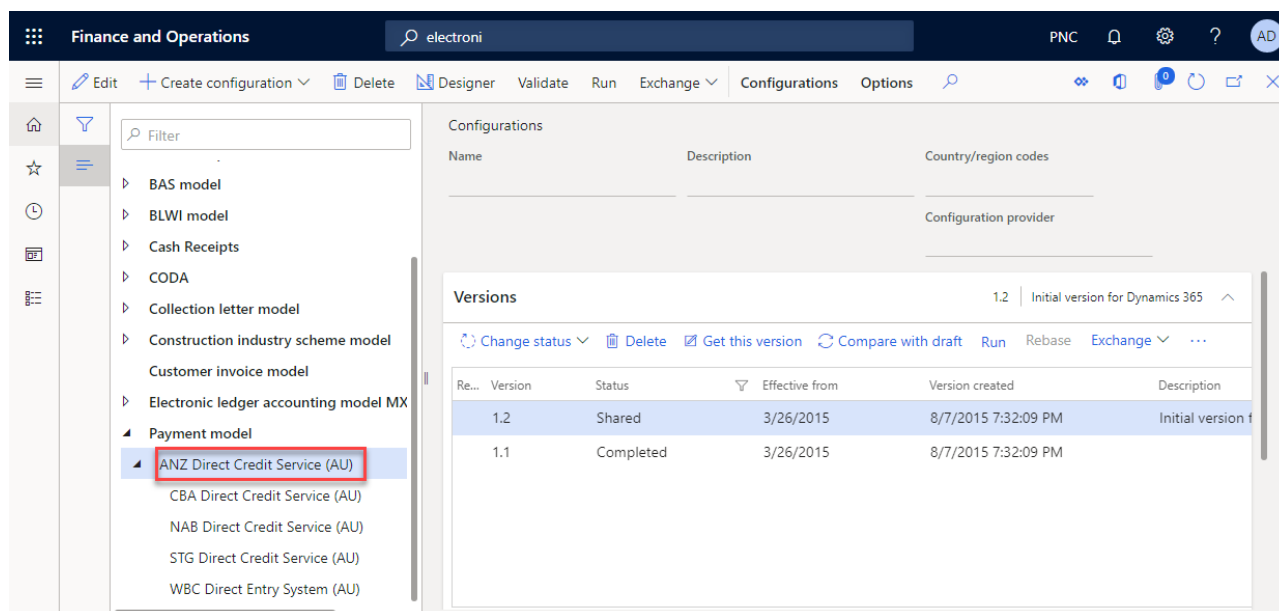 Finance and Operations electroni PNC ? AD
Edit Create configuration Delete Designer Validate Run Exchange Configurations Options 0
Filter
BAS model
BLWI model
Cash Receipts
CODA
Collection letter model
Construction industry scheme model
Customer invoice model
Electronic ledger accounting model MX
Payment model
ANZ Direct Credit Service (AU)
CBA Direct Credit Service (AU)
NAB Direct Credit Service (AU)
STG Direct Credit Service (AU)
WBC Direct Entry System (AU)
Configurations
Name Description Country/region codes
Configuration provider
Versions 1.2 Initial version for Dynamics 365
Change status Delete Get this version Compare with draft Run Rebase Exchange ...
Re... Version Status Effective from Version created Description
1.2 Shared 3/26/2015 8/7/2015 7:32:09 PM Initial version f
1.1 Completed 3/26/2015 8/7/2015 7:32:09 PM